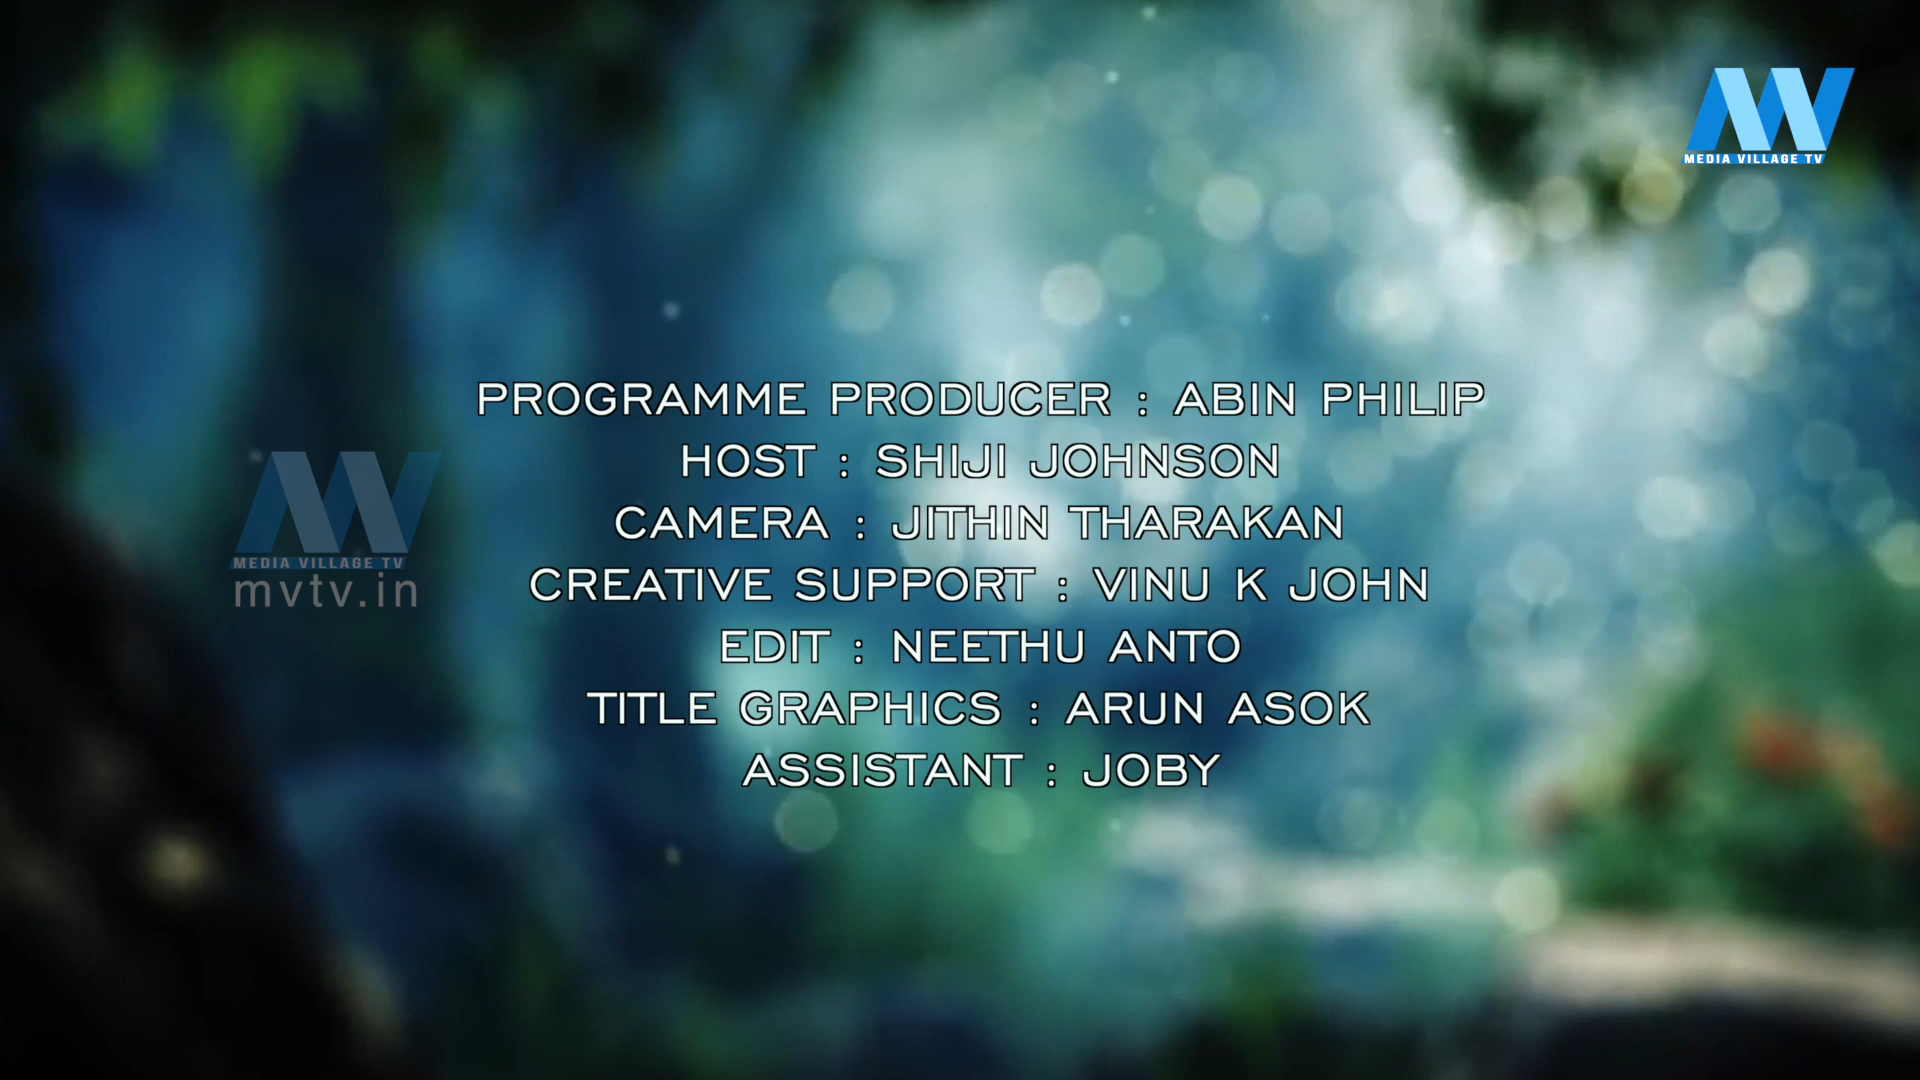 MEDIA VILLAGE TV
PROGRAMME PRODUCER : ABIN PHILIP
HOST : SHIJI JOHNSON
CAMERA : JITHIN THARAKAN
MEDIA VILLAGE TV
mvtv.in
CREATIVE SUPPORT : VINU K JOHN
EDIT : NEETHU ANTO
TITLE GRAPHICS : ARUN ASOK
ASSISTANT : JOBY